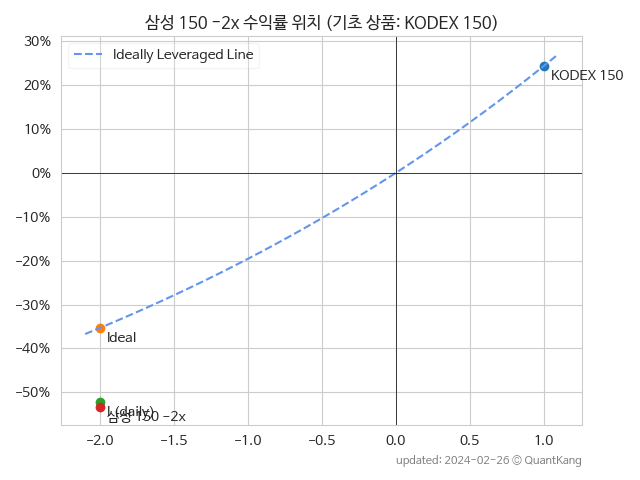 삼성 150 -2x 수익률 위치 (기초 상품: KODEX 150)
30%
Ideally Leveraged Line
20%
KODEX 150
10%
0%
-10%
-20%
-30%
Ideal
-40%
-50%
(daily)
삼성 150 -2x
-2.0 -1.5 -1.0 -0.5 0.0 0.5 1.0
updated: 2024-02-26 © QuantKang